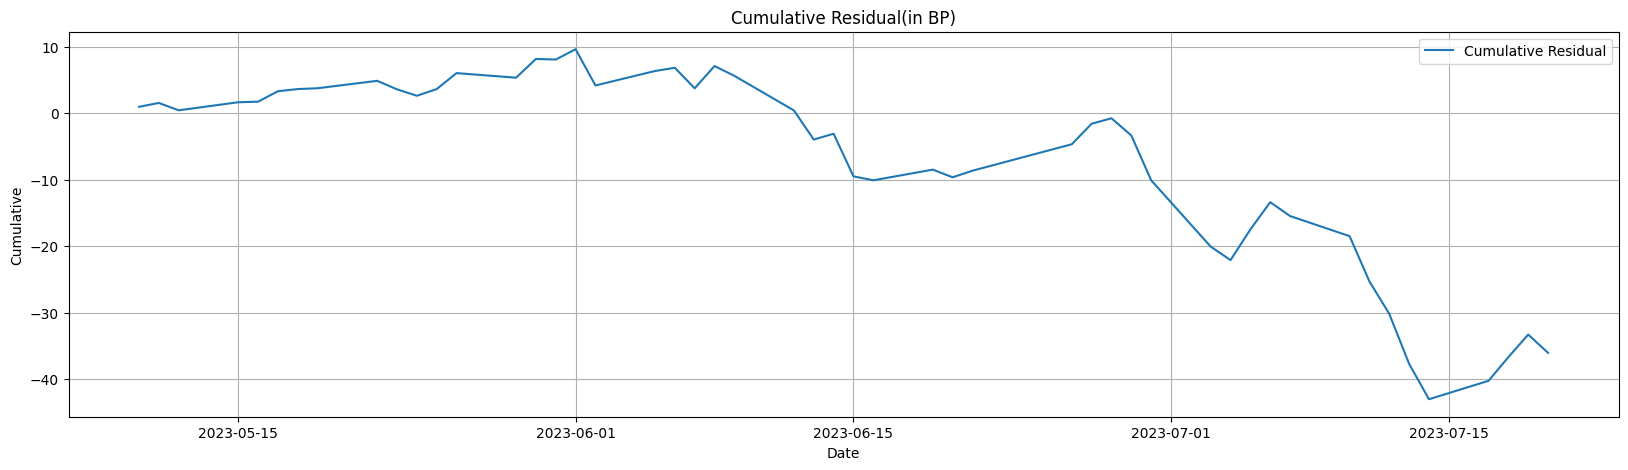 Cumulative Residual(in BP)
Cumulative Residual
10
0
−10
−20
−30
−40
Cumulative
2023-05-15 2023-06-01 2023-06-15 2023-07-01 2023-07-15
Date